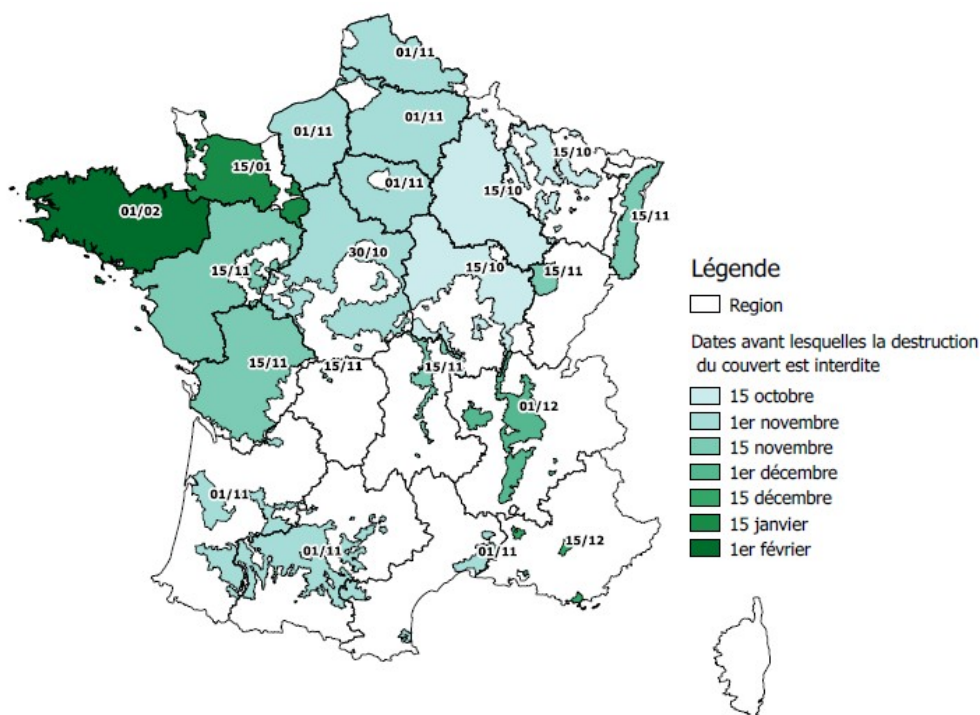 01/11
01/11
01/11
15/10
15/01
01/11
15/10
01/02
15/11
30/10
15/11
15/10
15/11
15/11
15/11
15/11
01/12
01/11
01/11
01/11
15/12
Légende
Region
Dates avant lesquelles la destruction
du couvert est interdite
15 octobre
1er novembre
15 novembre
1er décembre
15 décembre
15 janvier
1er février